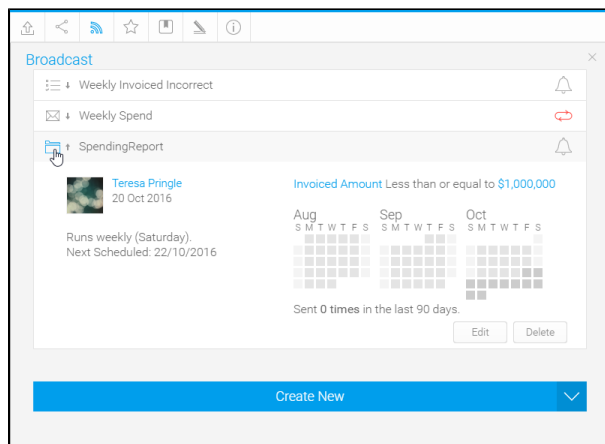 Broadcast
Weekly Invoiced Incorrect
Weekly Spend
SpendingReport
Teresa Pringle
20 Oct 2016
Runs weekly (Saturday).
Next Scheduled: 22/10/2016
Invoiced Amount Less than or equal to $1,000,000
Aug Sep Oct
S M T W T F S S M T W T F S S M T W T F S
Sent 0 times in the last 90 days.
Edit Delete
Create New